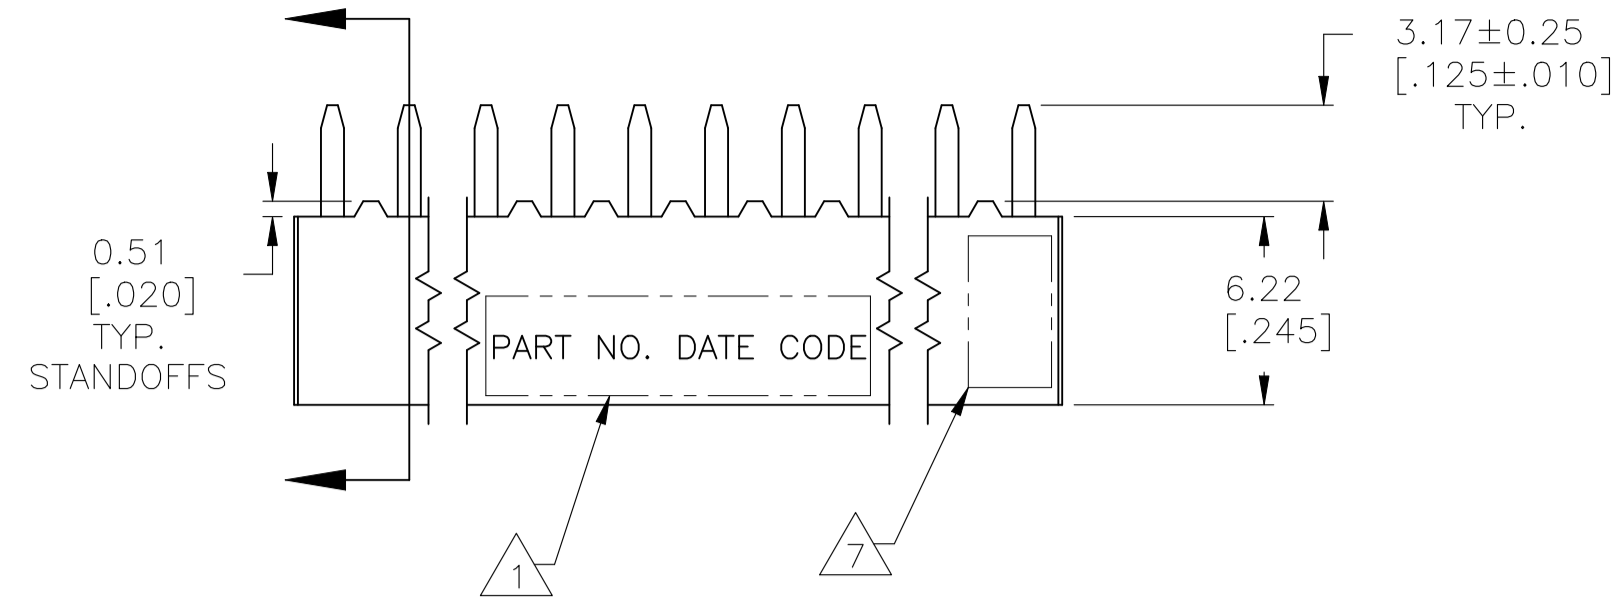 3.17±0.25
[.125±.010]
TYP.
0.51
[.020]
TYP.
STANDOFFS
6.22
[.245]
PART NO. DATE CODE
1
7